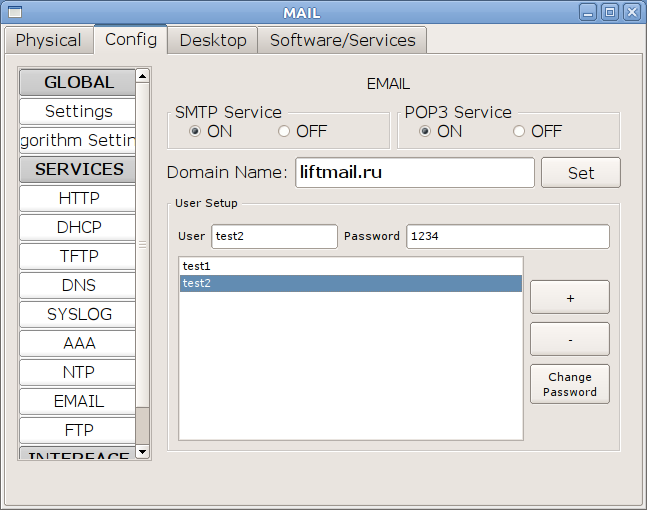 MAIL
Physical Config Desktop Software/Services
GLOBAL
Settings
gorithm Settin
SERVICES
HTTP
DHCP
TFTP
DNS
SYSLOG
AAA
NTP
EMAIL
FTP
INTERFACE
EMAIL
SMTP Service
ON OFF
POP3 Service
ON OFF
Domain Name: liftmail.ru Set
User Setup
User test2 Password 1234
test1
test2
+
-
Change
Password